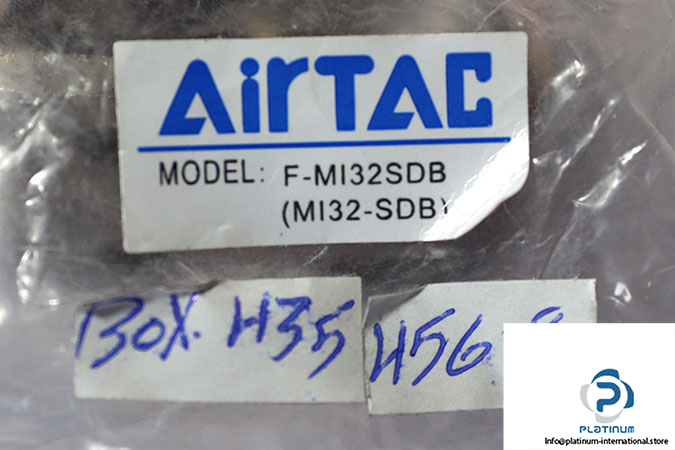 AirTAC
MODEL: F-MI32SDB
(MI32-SDB)
BOX. H35
H56
PLATINUM
Info@platinum-international.store